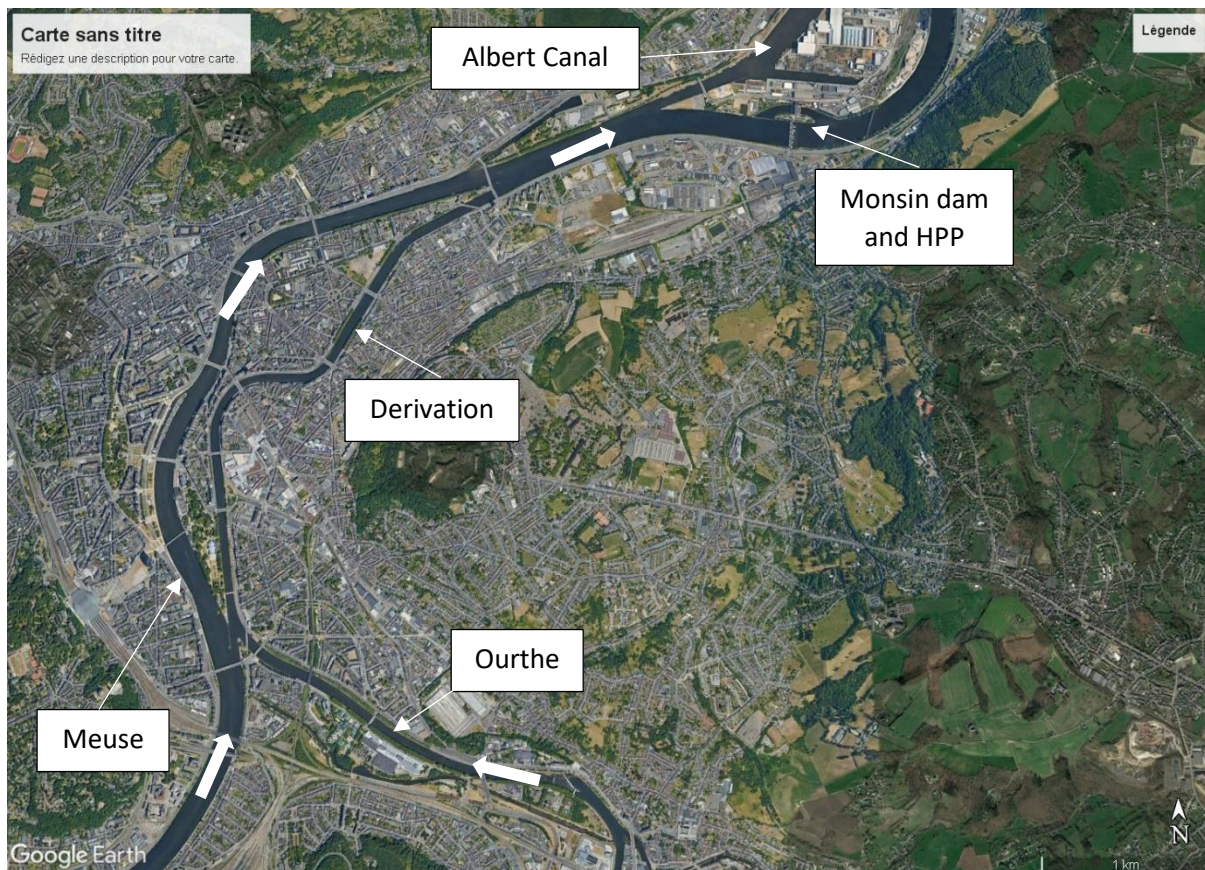 Carte sans titre
Rédigez une description pour votre carte.
Légende
Albert Canal
Monsin dam
and HPP
Derivation
Ourthe
Meuse
N
Google Earth
1 km